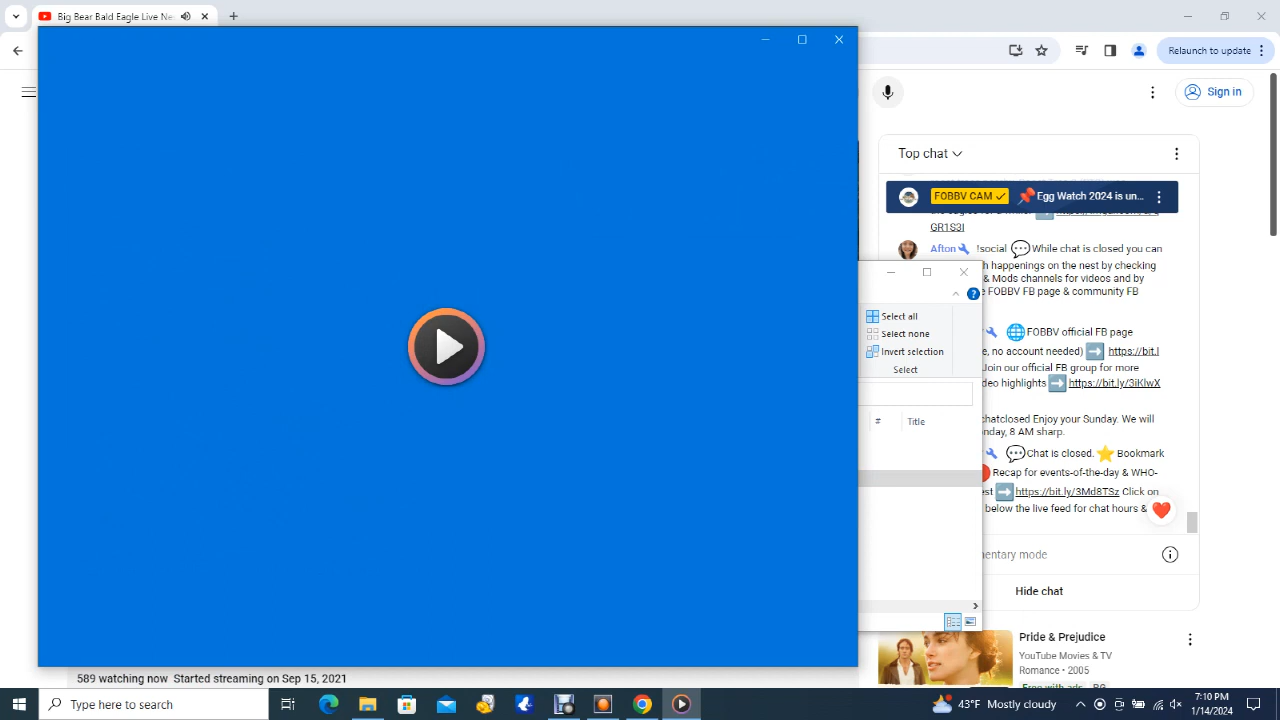 Big Bear Bald Eagle Live Ne
Relaunch to update
Sign in
Top chat
FOBBV CAM Egg Watch 2024 is un...
GR1S3I
Afton !social While chat is closed you can
h happenings on the nest by checking
& Mods channels for videos and by
FOBBV FB page & community FB
FOBBV official FB page
e, no account needed) https://bit.l
Join our official FB group for more
deo highlights https://bit.ly/3iKlwX
chatclosed Enjoy your Sunday. We will
nday, 8 AM sharp.
Chat is closed. Bookmark
Recap for events-of-the-day & WHO-
est https://bit.ly/3Md8TSz Click on
below the live feed for chat hours &
mentary mode
Hide chat
Select all
Select none
Invert selection
Select
# Title
Pride & Prejudice
YouTube Movies & TV
Romance • 2005
Free with ads PG
589 watching now Started streaming on Sep 15, 2021
Type here to search
43°F Mostly cloudy
7:10 PM
1/14/2024